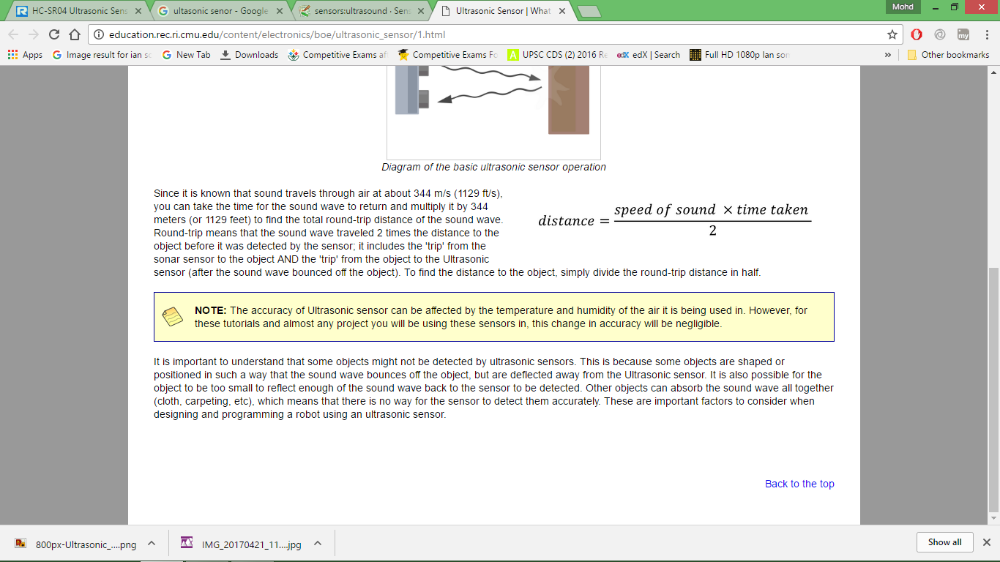 HC-SR04 Ultrasonic Sens
ultasonic senor - Google
sensors:ultrasound · Sens
Ultrasonic Sensor | What
Mohd
education.rec.ri.cmu.edu/content/electronics/boe/ultrasonic_sensor/1.html
my
Apps
Image result for ian sc
New Tab
Downloads
Competitive Exams af
Competitive Exams Fo
A UPSC CDS (2) 2016 Re
edX edX | Search
Full HD 1080p Ian son
»
Other bookmarks
Diagram of the basic ultrasonic sensor operation
Since it is known that sound travels through air at about 344 m/s (1129 ft/s),
you can take the time for the sound wave to return and multiply it by 344
meters (or 1129 feet) to find the total round-trip distance of the sound wave.
Round-trip means that the sound wave traveled 2 times the distance to the
object before it was detected by the sensor; it includes the 'trip' from the
sonar sensor to the object AND the 'trip' from the object to the Ultrasonic
sensor (after the sound wave bounced off the object). To find the distance to the object, simply divide the round-trip distance in half.
distance = speed of sound × time taken
2
NOTE: The accuracy of Ultrasonic sensor can be affected by the temperature and humidity of the air it is being used in. However, for
these tutorials and almost any project you will be using these sensors in, this change in accuracy will be negligible.
It is important to understand that some objects might not be detected by ultrasonic sensors. This is because some objects are shaped or
positioned in such a way that the sound wave bounces off the object, but are deflected away from the Ultrasonic sensor. It is also possible for the
object to be too small to reflect enough of the sound wave back to the sensor to be detected. Other objects can absorb the sound wave all together
(cloth, carpeting, etc), which means that there is no way for the sensor to detect them accurately. These are important factors to consider when
designing and programming a robot using an ultrasonic sensor.
Back to the top
800px-Ultrasonic_....png
IMG_20170421_11....jpg
Show all